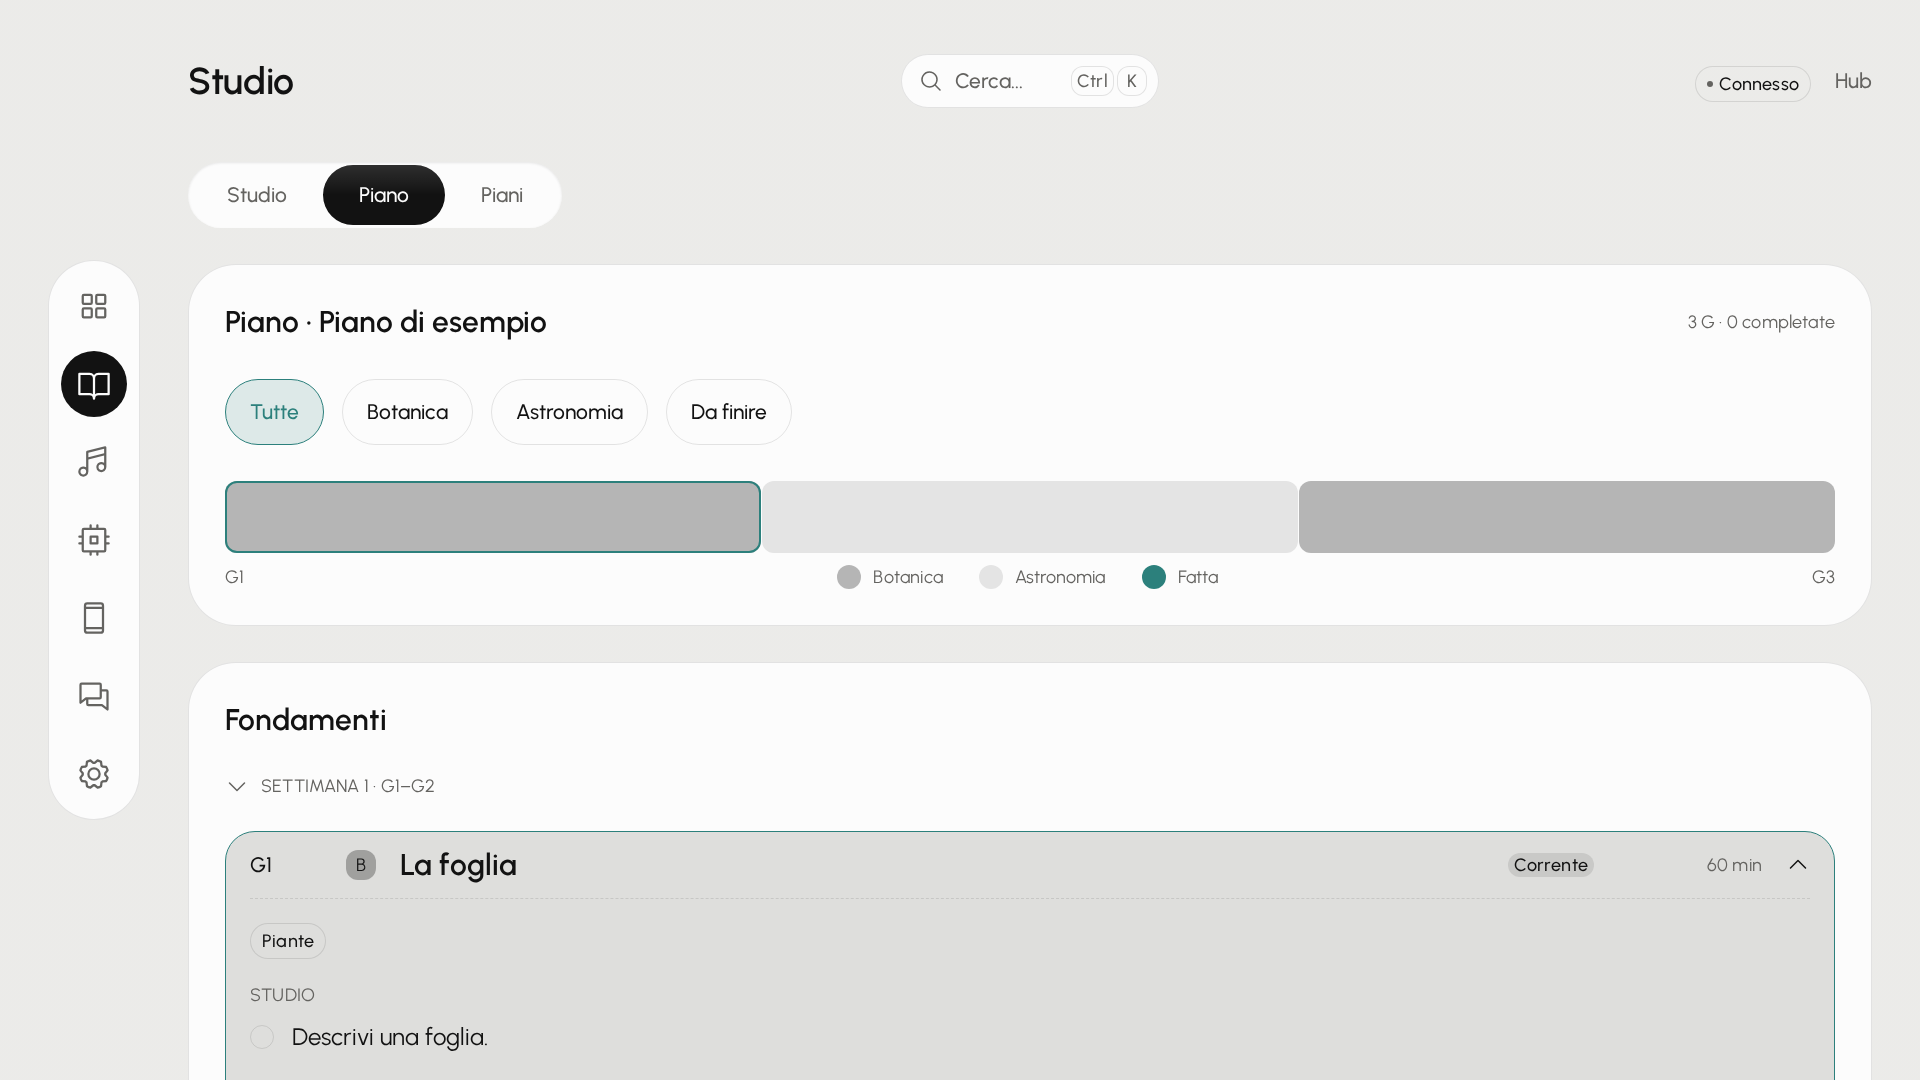 Studio
Cerca...
Ctrl K
Connesso
Hub
Studio
Piano
Piani
Piano · Piano di esempio
3 G · 0 completate
Tutte
Botanica
Astronomia
Da finire
G1
Botanica
Astronomia
Fatta
G3
Fondamenti
SETTIMANA 1 · G1–G2
G1
B
La foglia
Corrente
60 min
Piante
STUDIO
Descrivi una foglia.